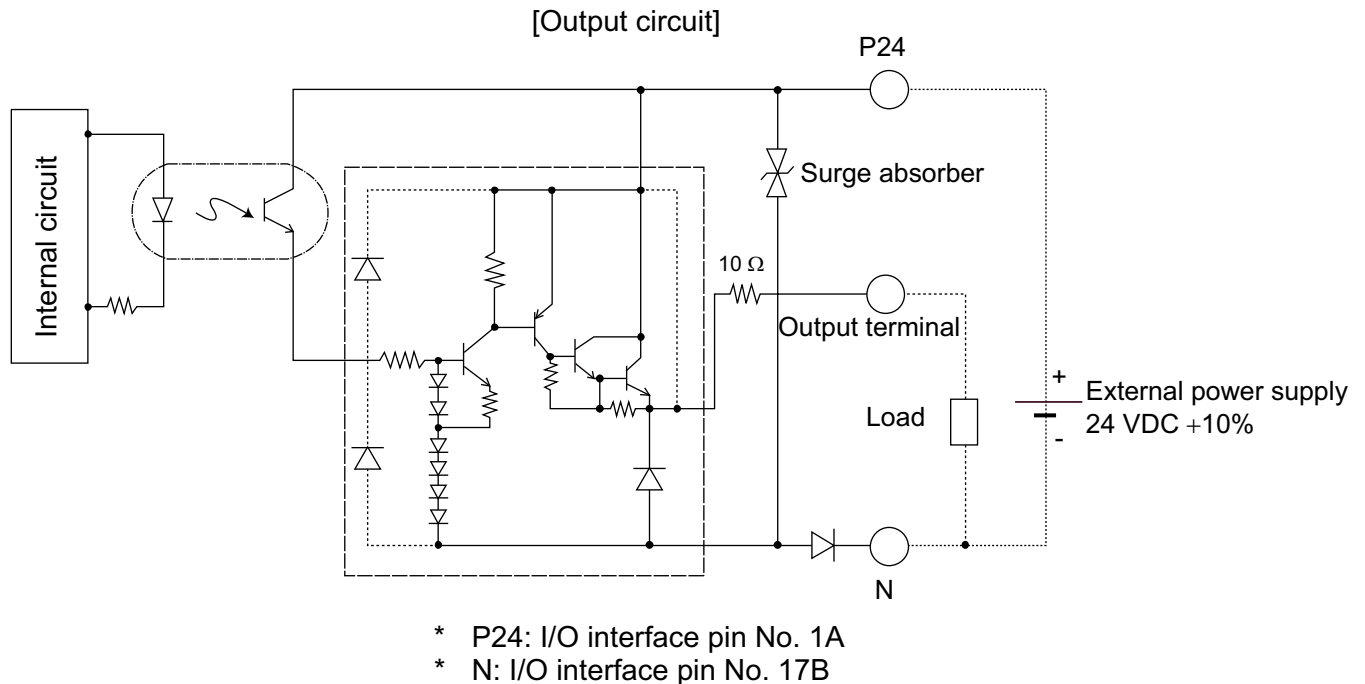 [Output circuit]
P24
Internal circuit
Surge absorber
10 Ω
Output terminal
Load
+
External power supply
24 VDC +10%
-
N
* P24: I/O interface pin No. 1A
* N: I/O interface pin No. 17B